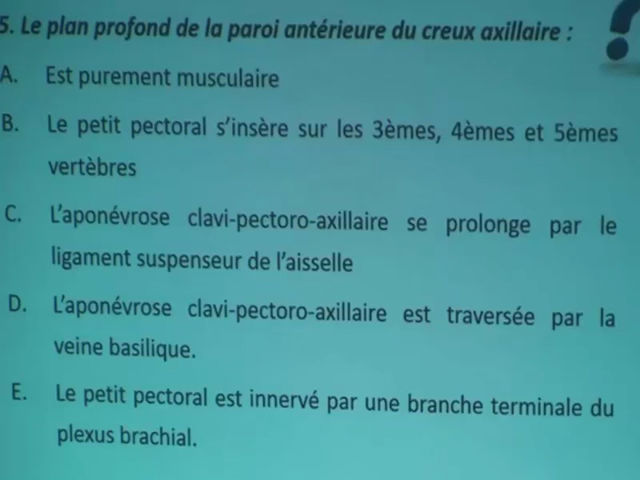 5. Le plan profond de la paroi antérieure du creux axillaire :
A. Est purement musculaire
B. Le petit pectoral s'insère sur les 3èmes, 4èmes et 5èmes
vertèbres
C. L'aponévrose clavi-pectoro-axillaire se prolonge par le
ligament suspenseur de l'aisselle
D. L'aponévrose clavi-pectoro-axillaire est traversée par la
veine basilique.
E. Le petit pectoral est innervé par une branche terminale du
plexus brachial.